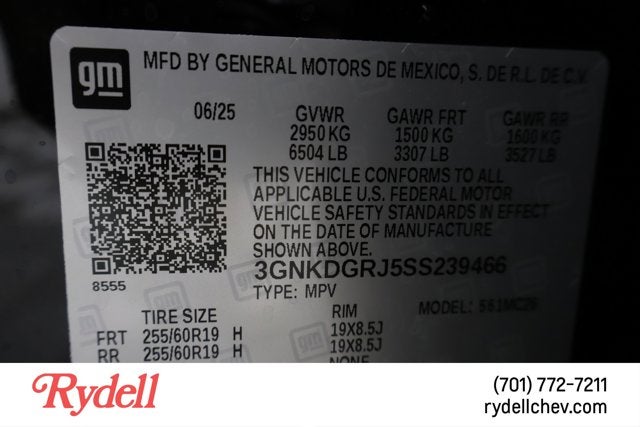 gm
MFD BY GENERAL MOTORS DE MEXICO, S. DE R.L. DE C.V.
06/25 GVWR GAWR FRT GAWR RR
2950 KG 1500 KG 1600 KG
6504 LB 3307 LB 3527 LB
THIS VEHICLE CONFORMS TO ALL
APPLICABLE U.S. FEDERAL MOTOR
VEHICLE SAFETY STANDARDS IN EFFECT
ON THE DATE OF MANUFACTURE
SHOWN ABOVE.
3GNKDGRJ5SS239466
8555
TYPE: MPV MODEL: 561MC26
TIRE SIZE RIM
FRT 255/60R19 H 19X8.5J
RR 255/60R19 H 19X8.5J
NONE
Rydell
(701) 772-7211
rydellchev.com